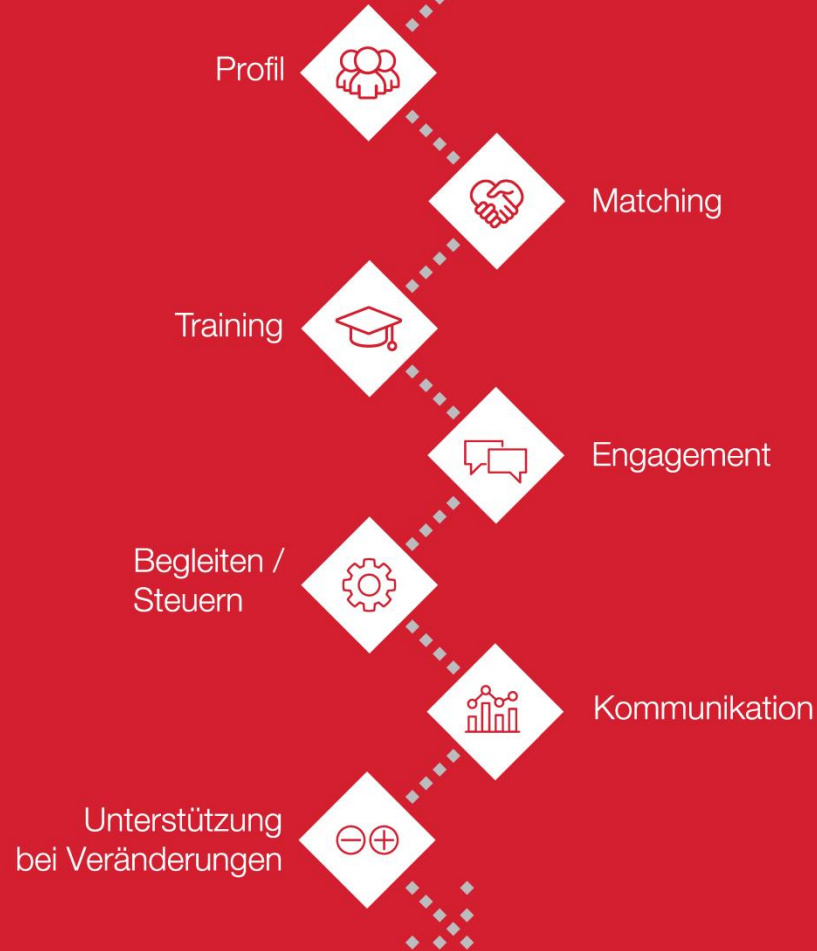 Profil
Matching
Training
Engagement
Begleiten /
Steuern
Kommunikation
Unterstützung
bei Veränderungen